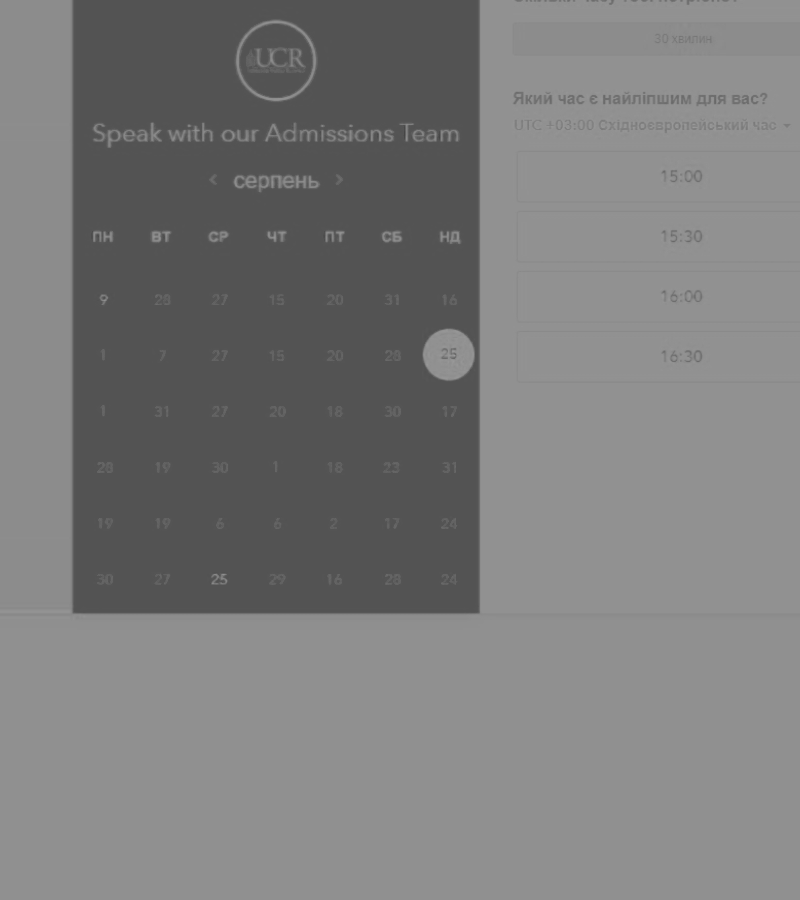 UCR
Speak with our Admissions Team
серпень
ПН ВТ СР ЧТ ПТ СБ НД
9 28 27 15 20 31 16
1 7 27 15 20 28 25
1 31 27 20 18 30 17
28 19 30 1 18 23 31
19 19 6 6 2 17 24
30 27 25 29 16 28 24
30 хвилин
Який час є найліпшим для вас?
UTC +03:00 Східноєвропейський час
15:00
15:30
16:00
16:30